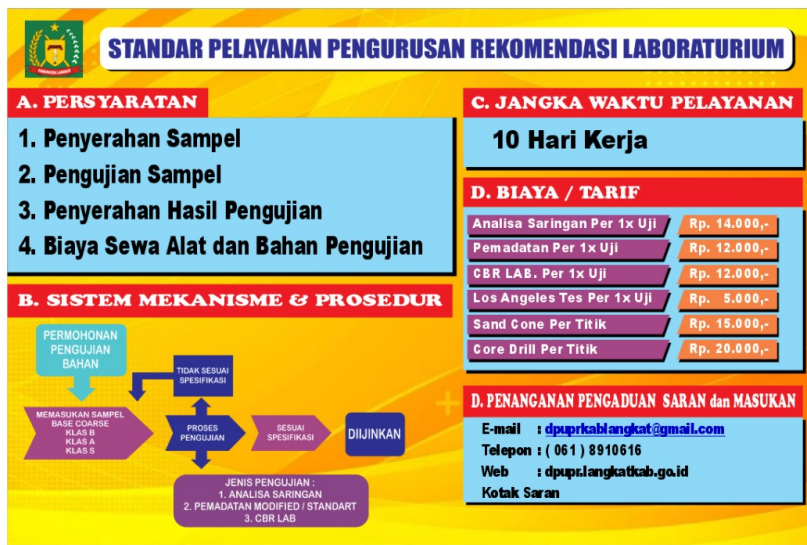 STANDAR PELAYANAN PENGURUSAN REKOMENDASI LABORATURIUM
A. PERSYARATAN
1. Penyerahan Sampel
2. Pengujian Sampel
3. Penyerahan Hasil Pengujian
4. Biaya Sewa Alat dan Bahan Pengujian
B. SISTEM MEKANISME & PROSEDUR
PERMOHONAN
PENGUJIAN
BAHAN
TIDAK SESUAI
SPESIFIKASI
MEMASUKAN SAMPEL
BASE COARSE
KLAS B
KLAS A
KLAS S
PROSES
PENGUJIAN
SESUAI
SPESIFIKASI
DIIJINKAN
JENIS PENGUJIAN :
1. ANALISA SARINGAN
2. PEMADATAN MODIFIED / STANDART
3. CBR LAB
C. JANGKA WAKTU PELAYANAN
10 Hari Kerja
D. BIAYA / TARIF
Analisa Saringan Per 1x Uji Rp. 14.000,-
Pemadatan Per 1x Uji Rp. 12.000,-
CBR LAB. Per 1x Uji Rp. 12.000,-
Los Angeles Tes Per 1x Uji Rp. 5.000,-
Sand Cone Per Titik Rp. 15.000,-
Core Drill Per Titik Rp. 20.000,-
D. PENANGANAN PENGADUAN SARAN dan MASUKAN
E-mail : dpuprkablangkat@gmail.com
Telepon : ( 061 ) 8910616
Web : dpupr.langkatkab.go.id
Kotak Saran